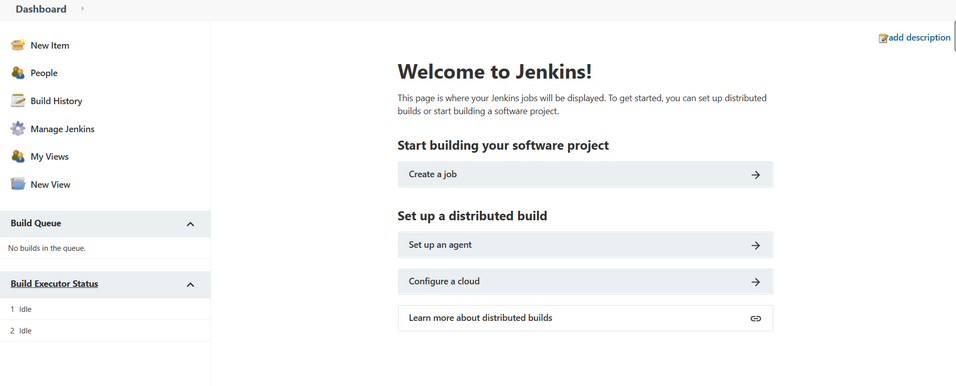 Dashboard
add description
New Item
People
Build History
Manage Jenkins
My Views
New View
Build Queue
No builds in the queue.
Build Executor Status
1 Idle
2 Idle
Welcome to Jenkins!
This page is where your Jenkins jobs will be displayed. To get started, you can set up distributed
builds or start building a software project.
Start building your software project
Create a job
Set up a distributed build
Set up an agent
Configure a cloud
Learn more about distributed builds